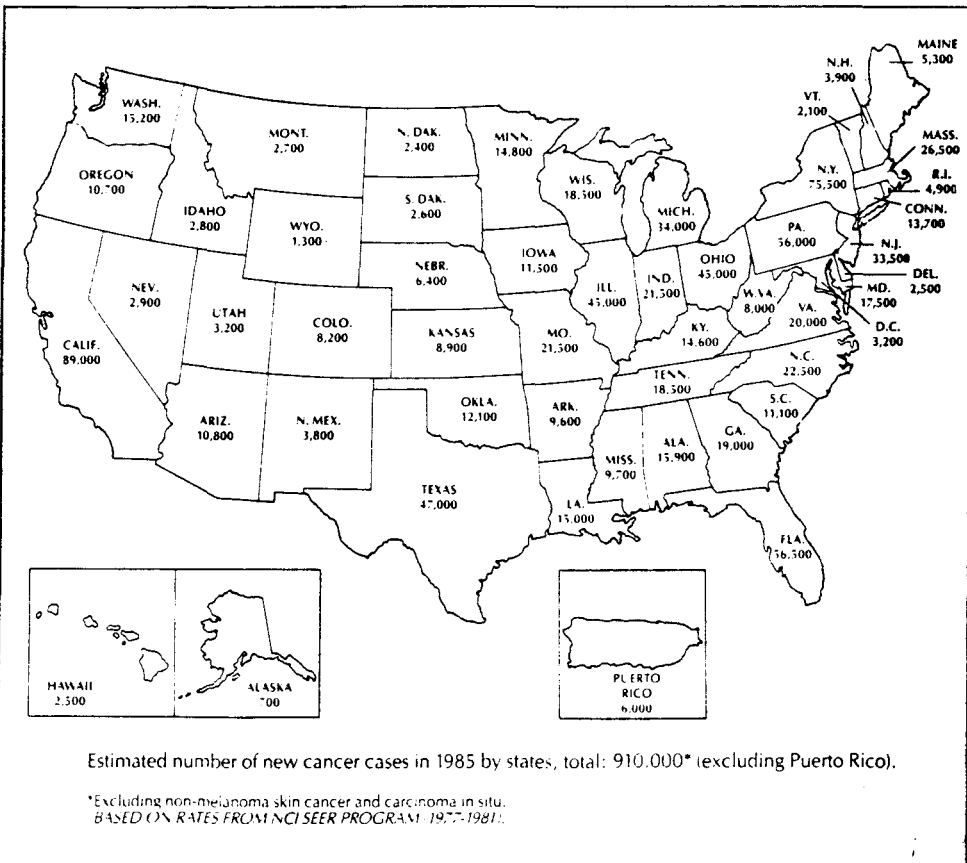 MAINE
5,300
N.H.
3,900
VT.
2,100
WASH.
15,200
MONT.
2,700
N. DAK.
2,400
MINN.
14,800
MASS.
26,500
OREGON
10,700
N.Y.
75,500
R.I.
4,900
IDAHO
2,800
S. DAK.
2,600
WIS.
18,500
MICH.
34,000
CONN.
13,700
WYO.
1,300
PA.
56,000
N.J.
33,500
IOWA
11,500
OHIO
45,000
NEBR.
6,400
DEL.
2,500
NEV.
2,900
ILL.
45,000
IND.
21,500
W.VA.
8,000
MD.
17,500
UTAH
3,200
COLO.
8,200
VA.
20,000
KANSAS
8,900
MO.
21,500
KY.
14,600
D.C.
3,200
CALIF.
89,000
N.C.
22,500
TENN.
18,500
OKLA.
12,100
ARK.
9,600
S.C.
11,100
ARIZ.
10,800
N. MEX.
3,800
GA.
19,000
ALA.
15,900
MISS.
9,700
TEXAS
47,000
LA.
15,000
FLA.
56,500
HAWAII
2,500
ALASKA
700
PUERTO
RICO
6,000
Estimated number of new cancer cases in 1985 by states, total: 910.000* (excluding Puerto Rico).
*Excluding non-melanoma skin cancer and carcinoma in situ.
BASED ON RATES FROM NCI SEER PROGRAM (1977-1981).